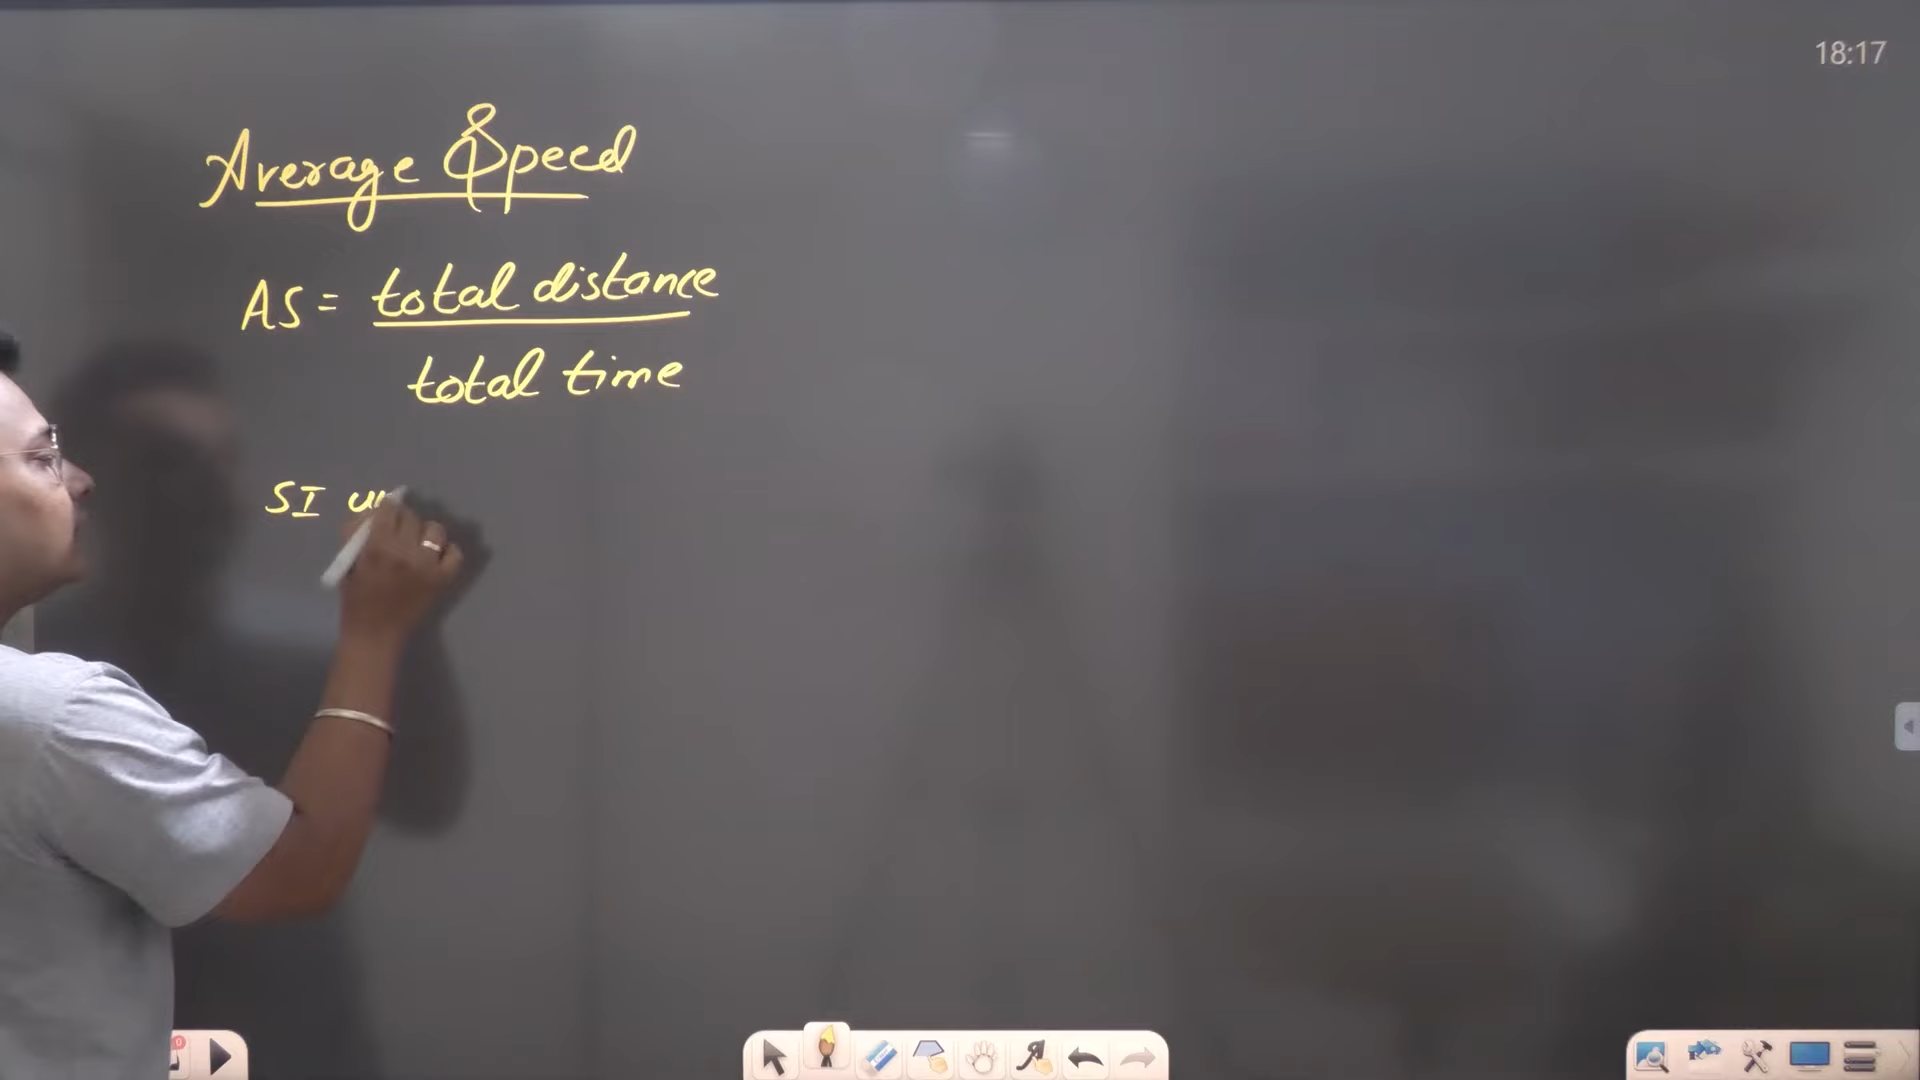 18:17
Average Speed
AS = total distance
total time
SI